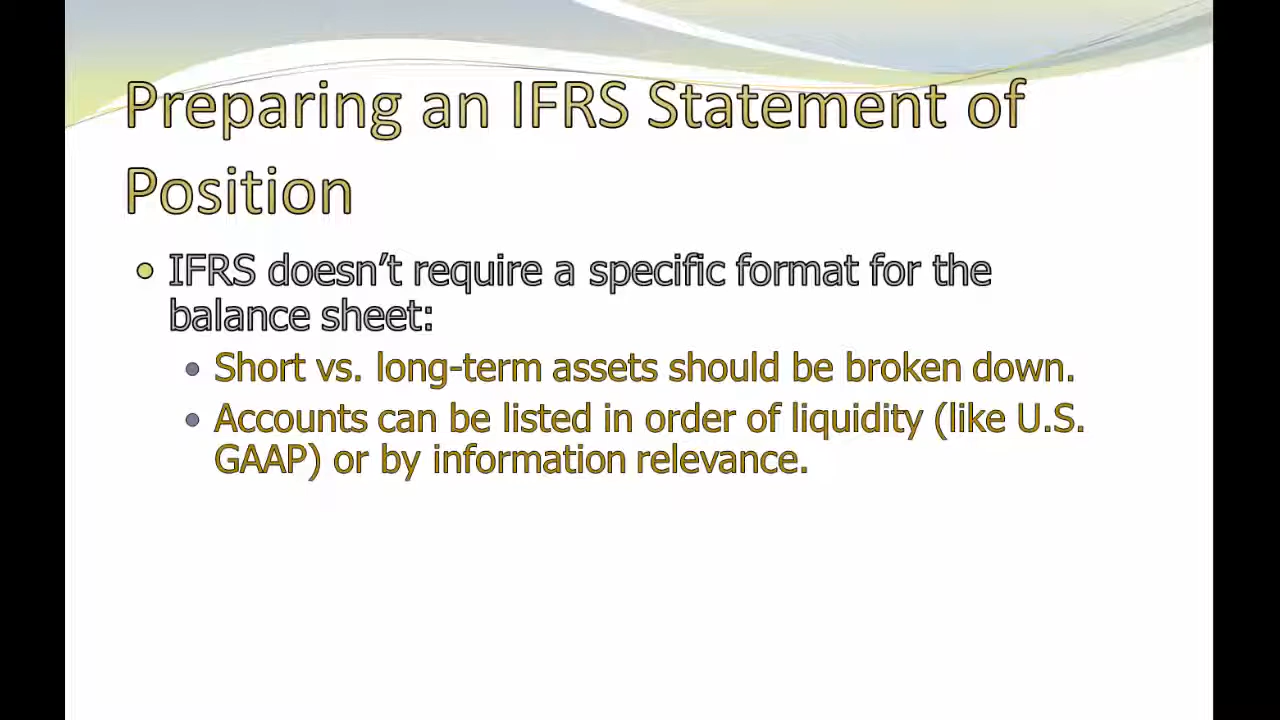 Preparing an IFRS Statement of
Position
IFRS doesn’t require a specific format for the
balance sheet:
Short vs. long-term assets should be broken down.
Accounts can be listed in order of liquidity (like U.S.
GAAP) or by information relevance.